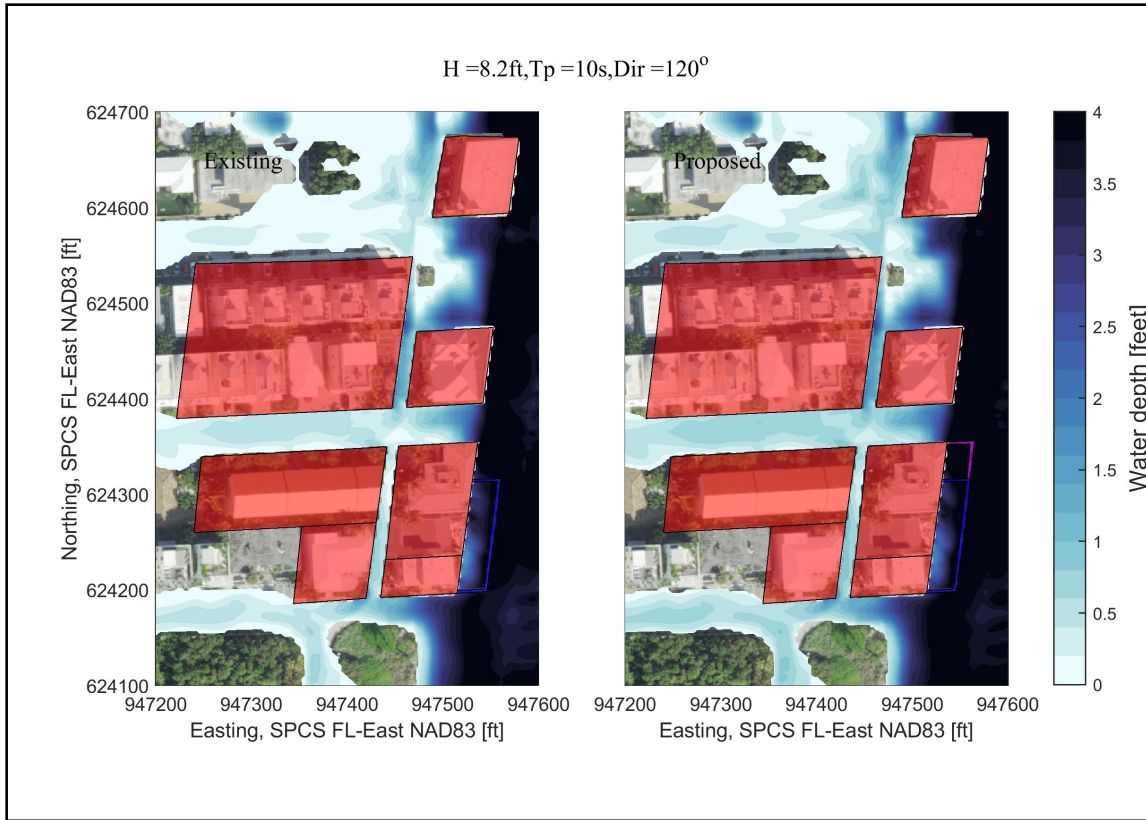 H =8.2ft,Tp =10s,Dir =120°
Existing
Proposed
624700
624600
624500
624400
624300
624200
624100
947200 947300 947400 947500 947600
947200 947300 947400 947500 947600
Northing, SPCS FL-East NAD83 [ft]
Easting, SPCS FL-East NAD83 [ft]
Easting, SPCS FL-East NAD83 [ft]
4
3.5
3
2.5
2
1.5
1
0.5
0
Water depth [feet]